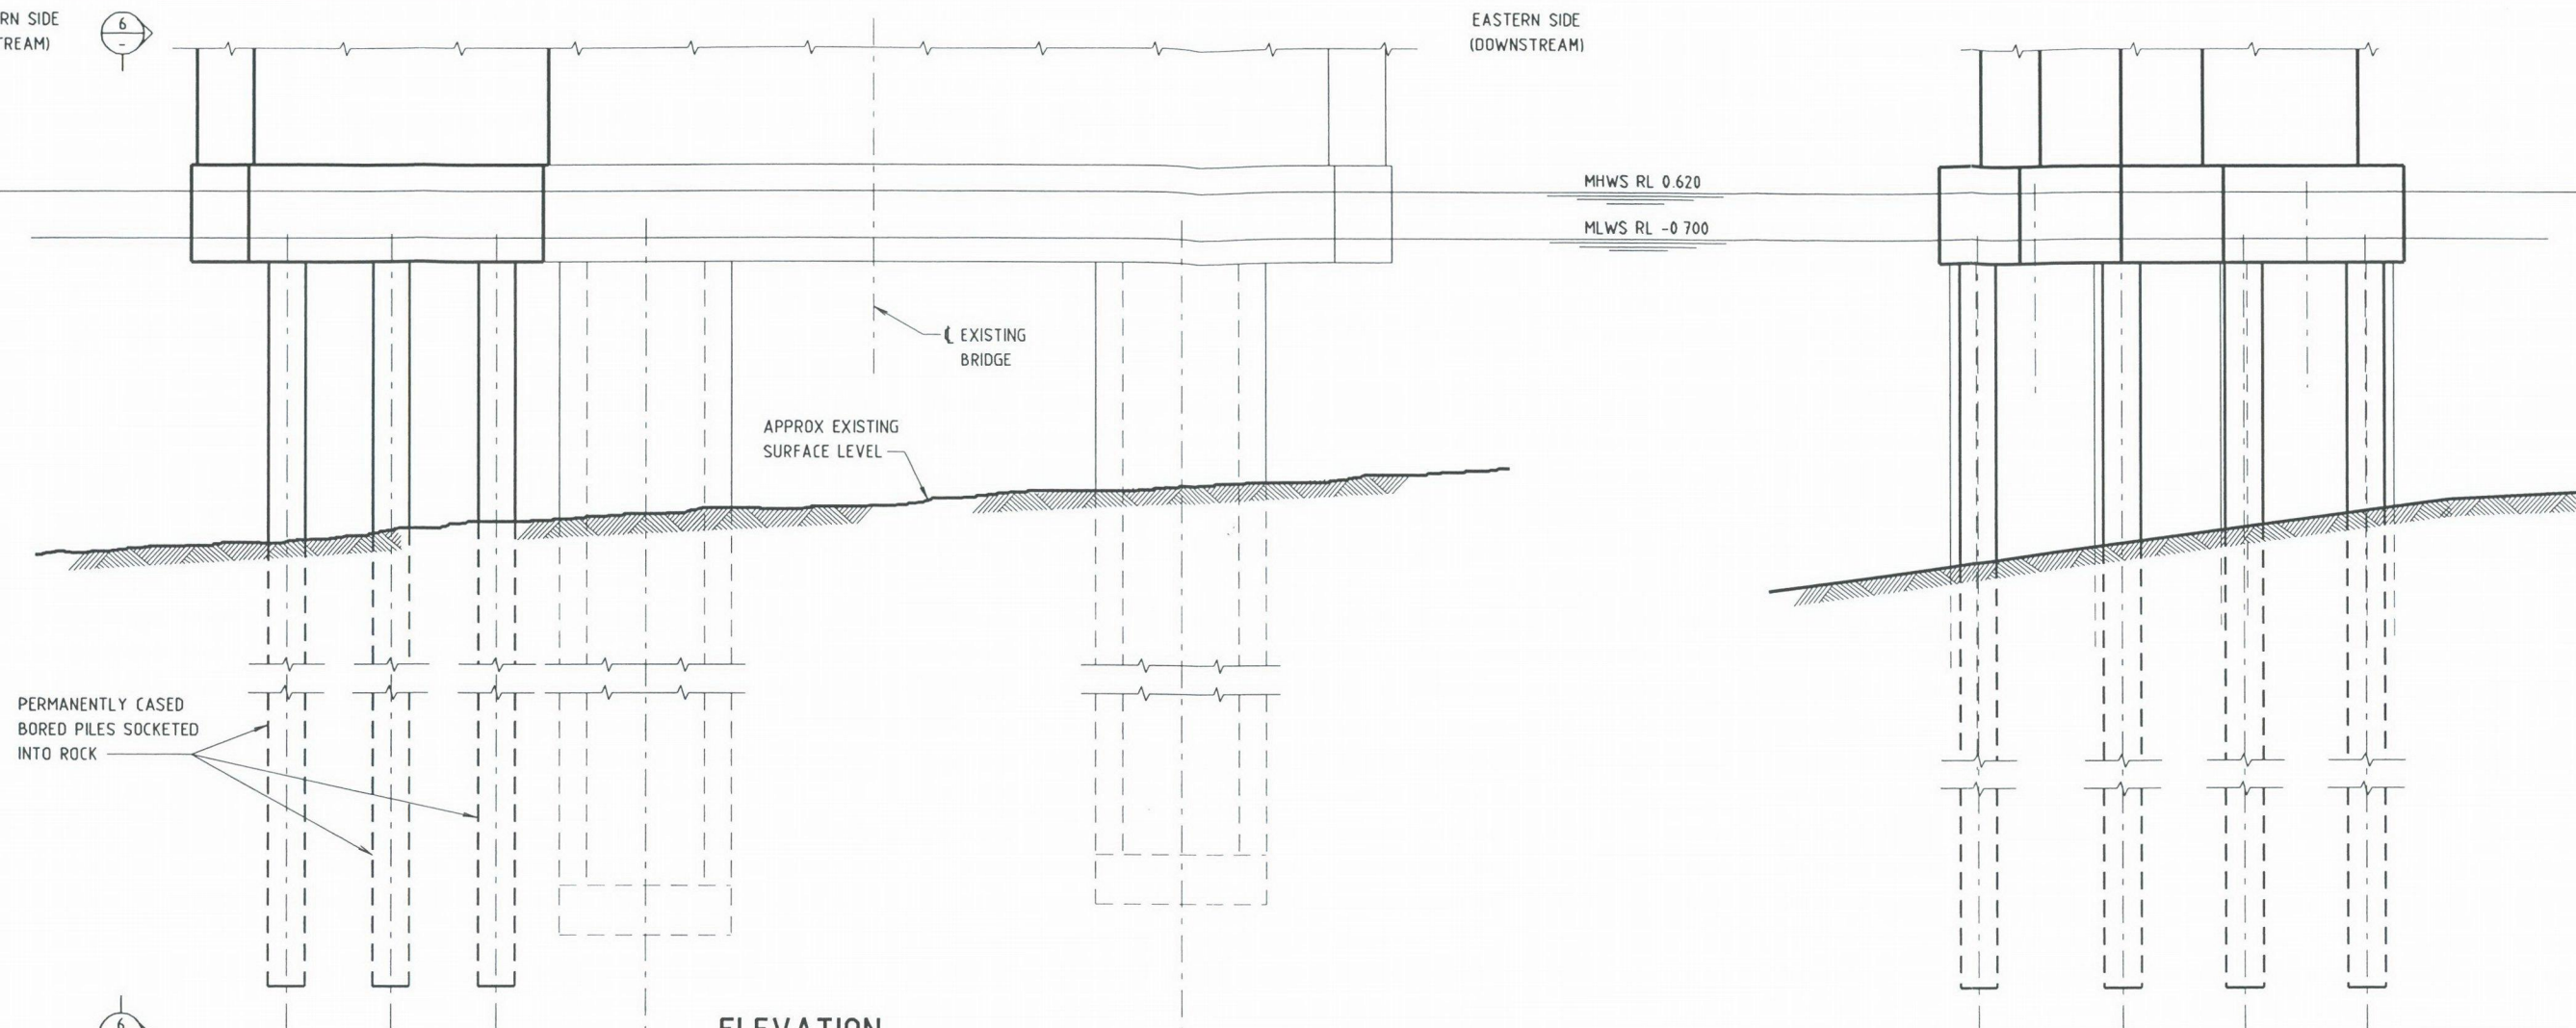 RN SIDE
TREAM)
6
-
EASTERN SIDE
(DOWNSTREAM)
MHWS RL 0.620
MLWS RL -0 700
℄ EXISTING
BRIDGE
APPROX EXISTING
SURFACE LEVEL
PERMANENTLY CASED
BORED PILES SOCKETED
INTO ROCK
6
ELEVATION